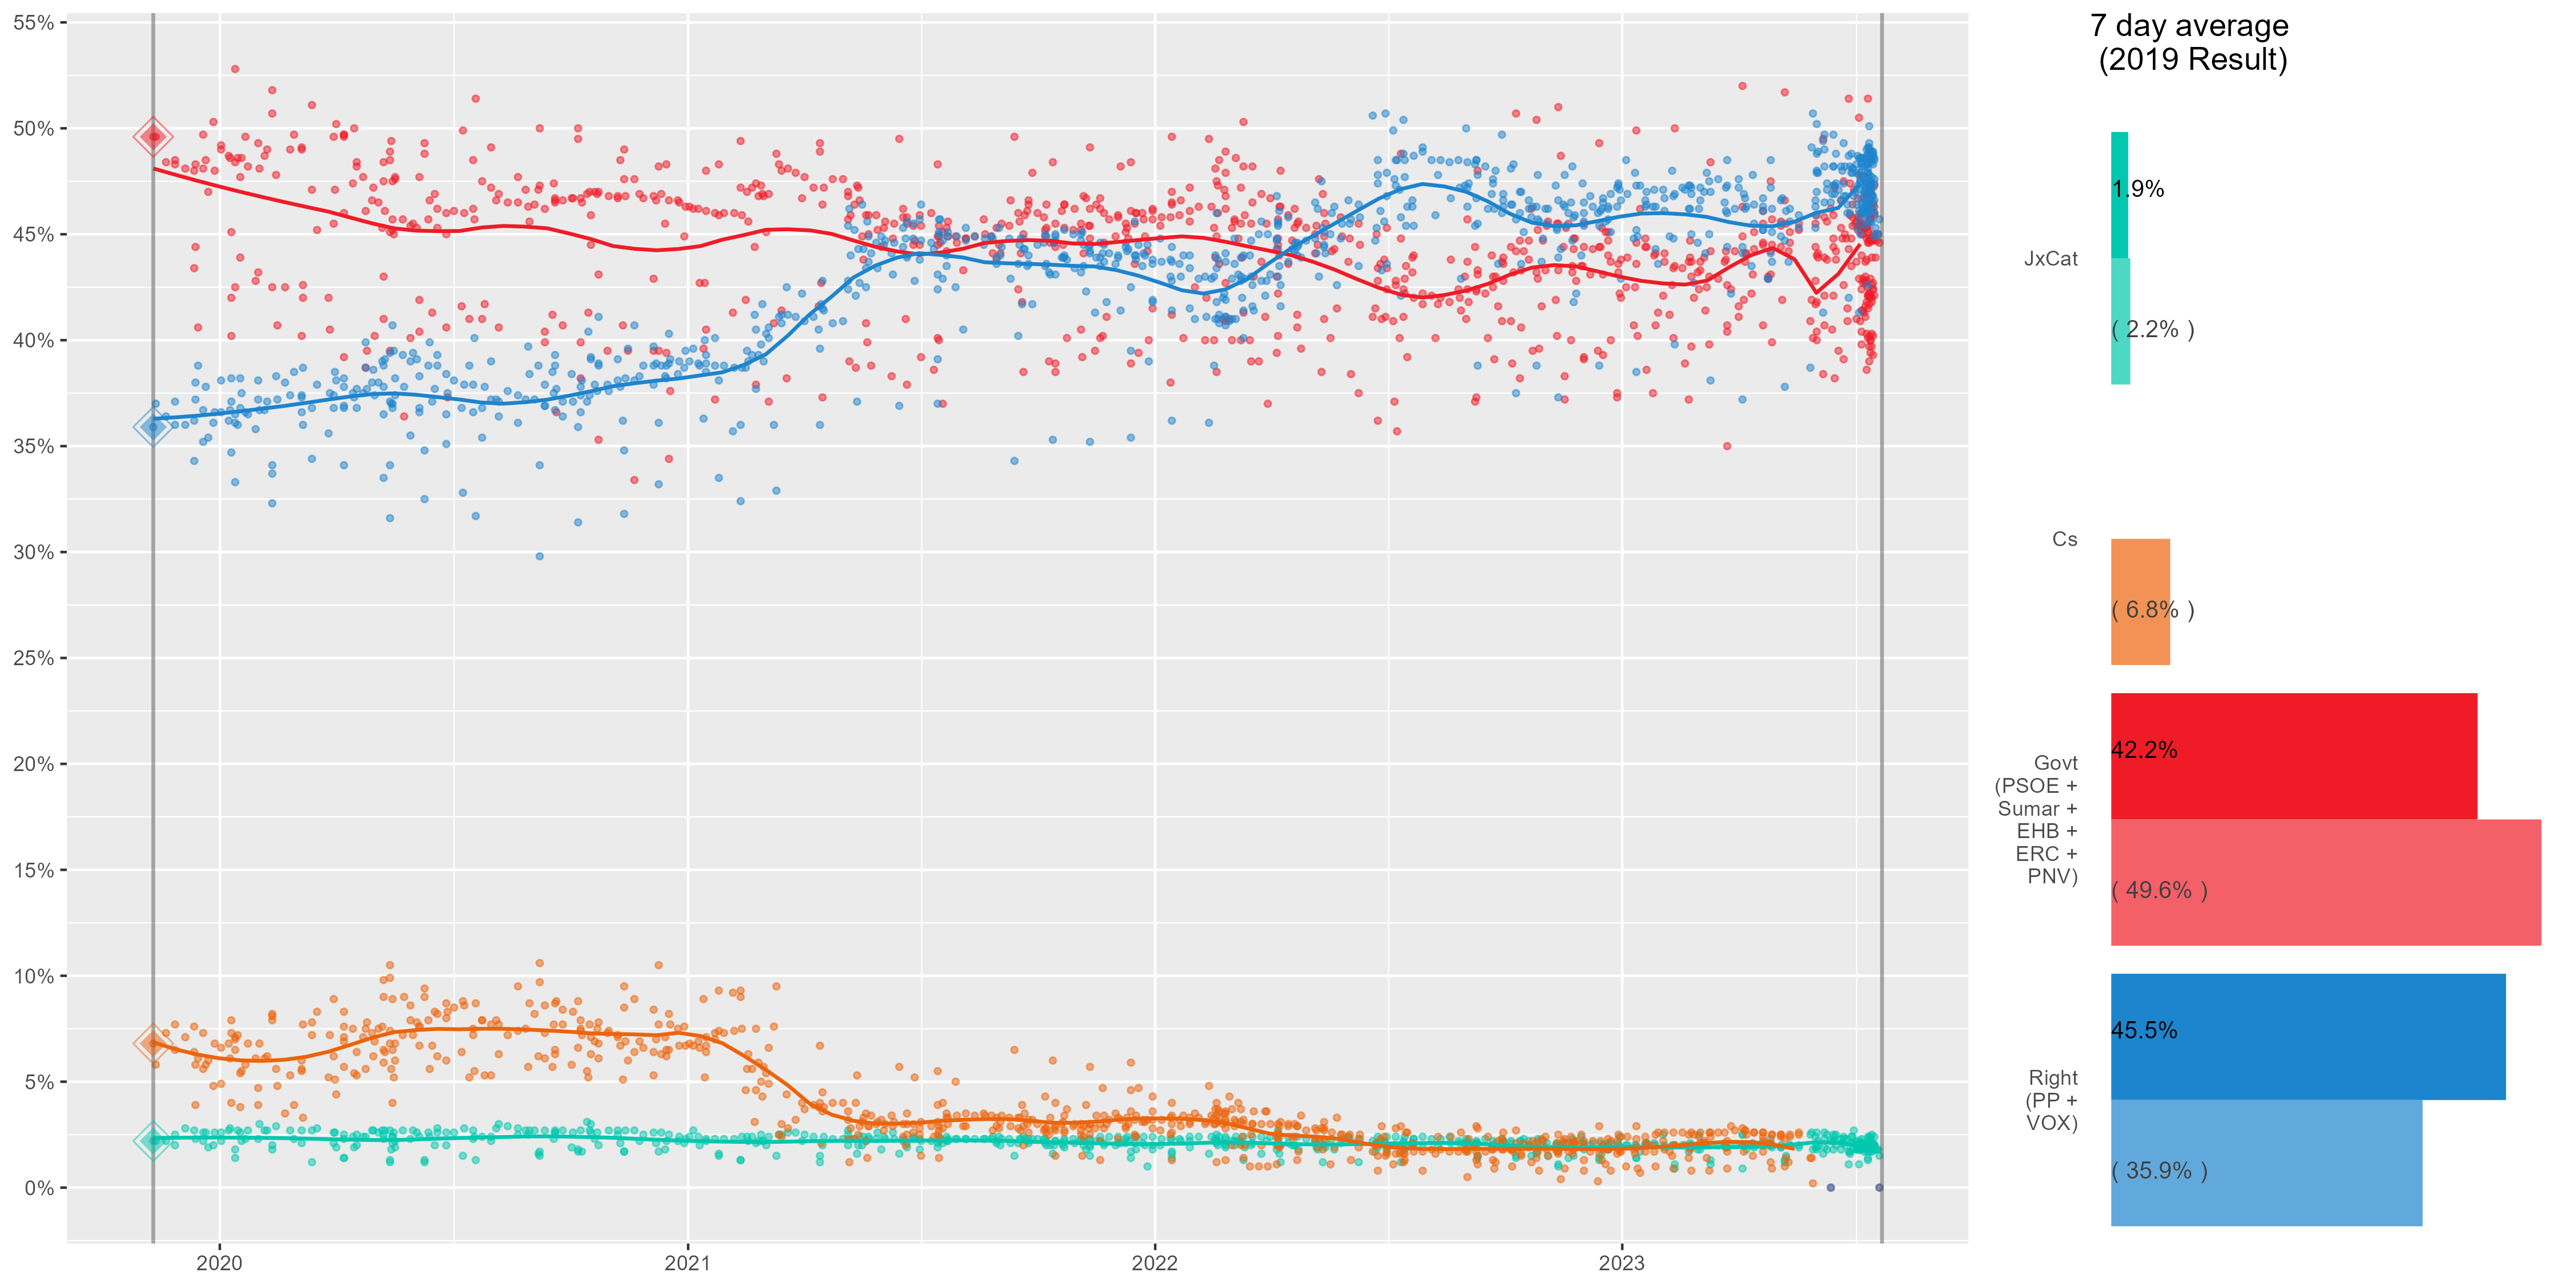 55%
50%
45%
40%
35%
30%
25%
20%
15%
10%
5%
0%
2020
2021
2022
2023
7 day average
(2019 Result)
JxCat
1.9%
( 2.2% )
Cs
( 6.8% )
Govt
(PSOE +
Sumar +
EHB +
ERC +
PNV)
42.2%
( 49.6% )
Right
(PP +
VOX)
45.5%
( 35.9% )